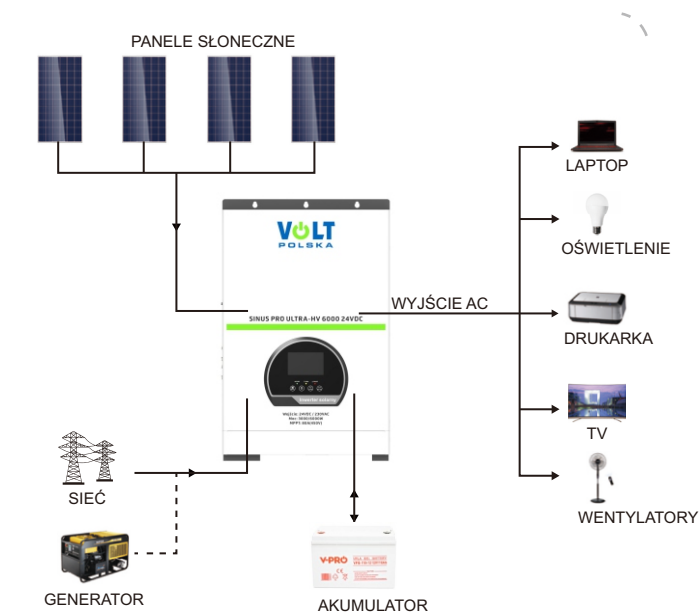 PANELE SŁONECZNE
VOLT
POLSKA
SINUS PRO ULTRA-HV 6000 24VDC
WYJŚCIE AC
LAPTOP
OŚWIETLENIE
DRUKARKA
TV
WENTYLATORY
SIEĆ
GENERATOR
V-PRO
AKUMULATOR